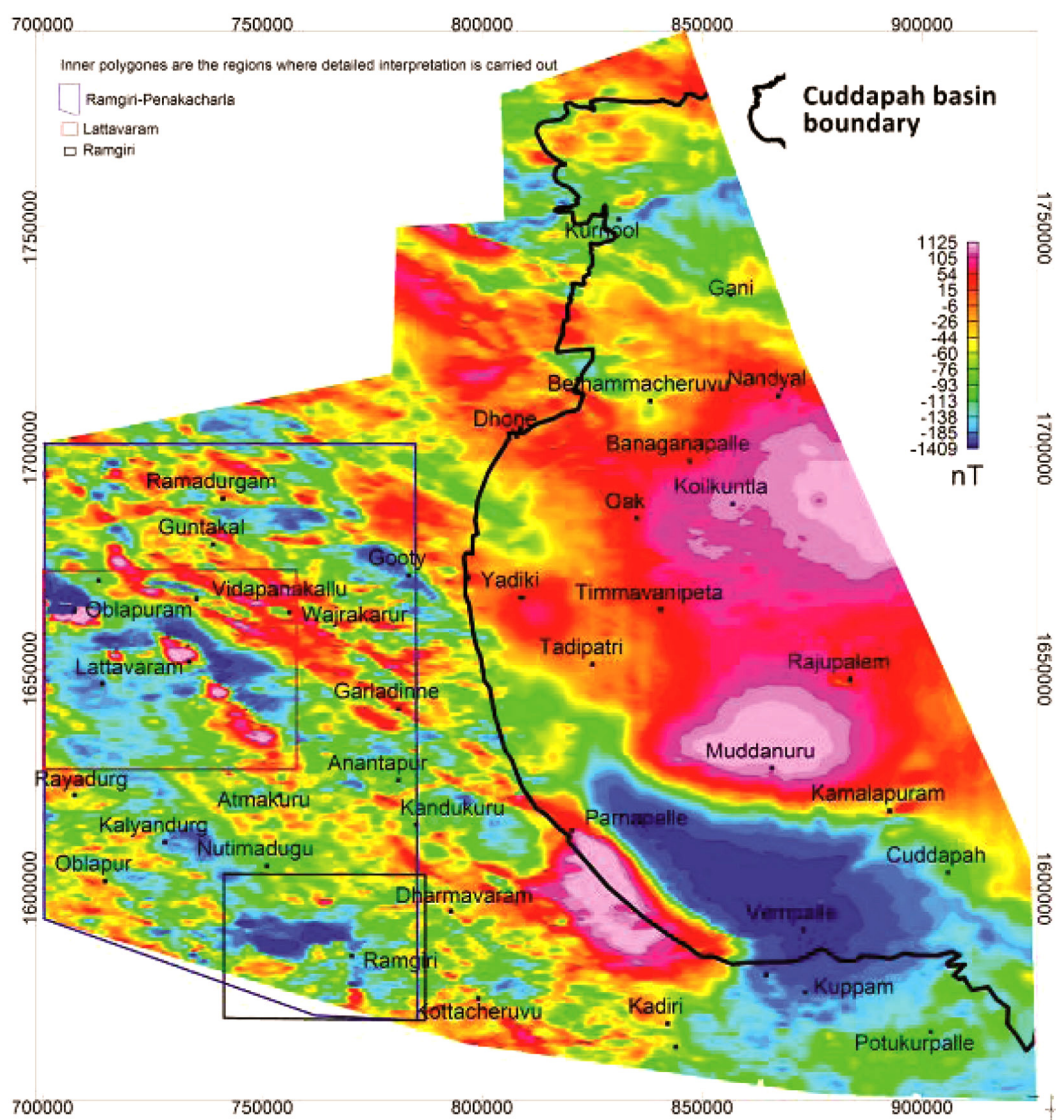 700000 750000 800000 850000 900000
Inner polygones are the regions where detailed interpretation is carried out
Ramgiri-Penakacharla
Lattavaram
Ramgiri
Cuddapah basin
boundary
1750000
1750000
Kurnool
1125
105
54
15
-6
-26
-44
-60
-76
-93
-113
-138
-185
-1409
nT
Gani
Bethammacheruvu
Nandyal
Dhone
1700000
1700000
Banaganapalle
Ramadurgam
Koilkuntla
Oak
Guntakal
Gooty
Yadiki
Vidapanakallu
Timmavanipeta
Oblapuram
Wajrakarur
Tadipatri
1650000
1650000
Lattavaram
Rajupalem
Garladinne
Muddanuru
Anantapur
Rayadurg
Atmakuru
Kamalapuram
Kandukuru
Parnapalle
Kalyandurg
Nutimadugu
Cuddapah
Oblapur
1600000
1600000
Dharmavaram
Vempalle
Ramgiri
Kuppam
Kottacheruvu
Kadiri
Potukurpalle
700000 750000 800000 850000 900000